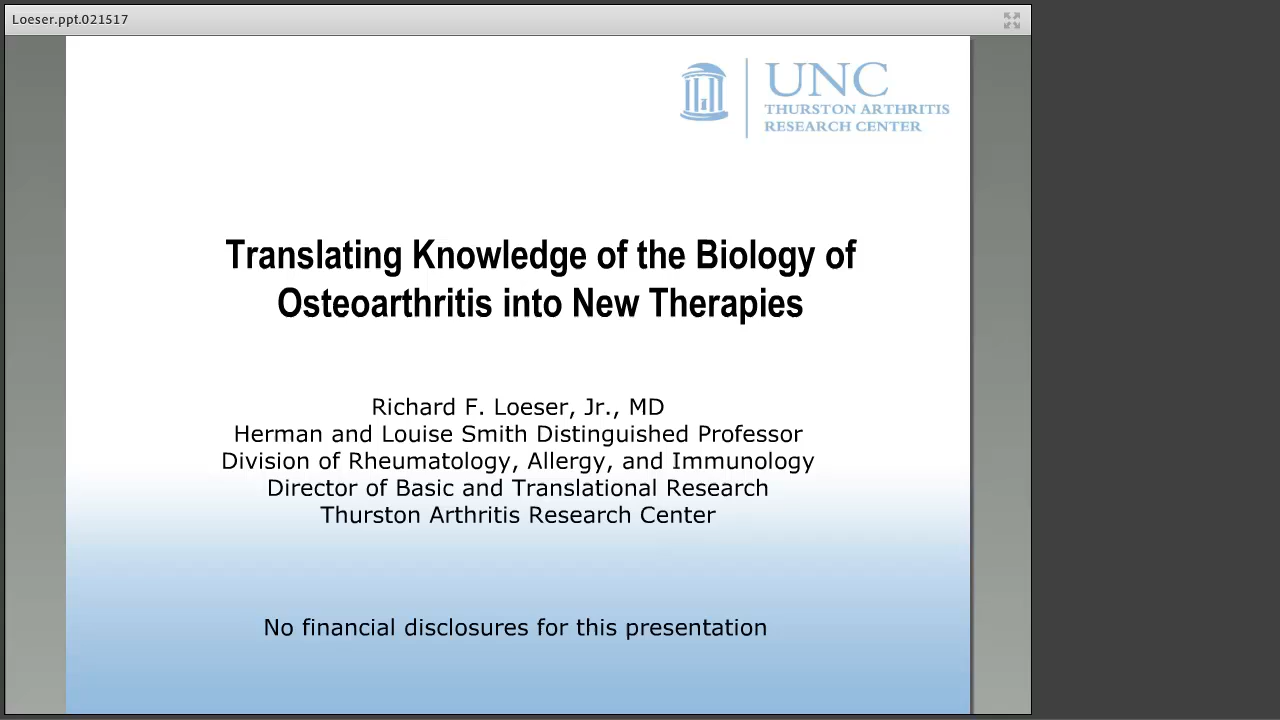 Loeser.ppt.021517
UNC
THURSTON ARTHRITIS
RESEARCH CENTER
Translating Knowledge of the Biology of
Osteoarthritis into New Therapies
Richard F. Loeser, Jr., MD
Herman and Louise Smith Distinguished Professor
Division of Rheumatology, Allergy, and Immunology
Director of Basic and Translational Research
Thurston Arthritis Research Center
No financial disclosures for this presentation